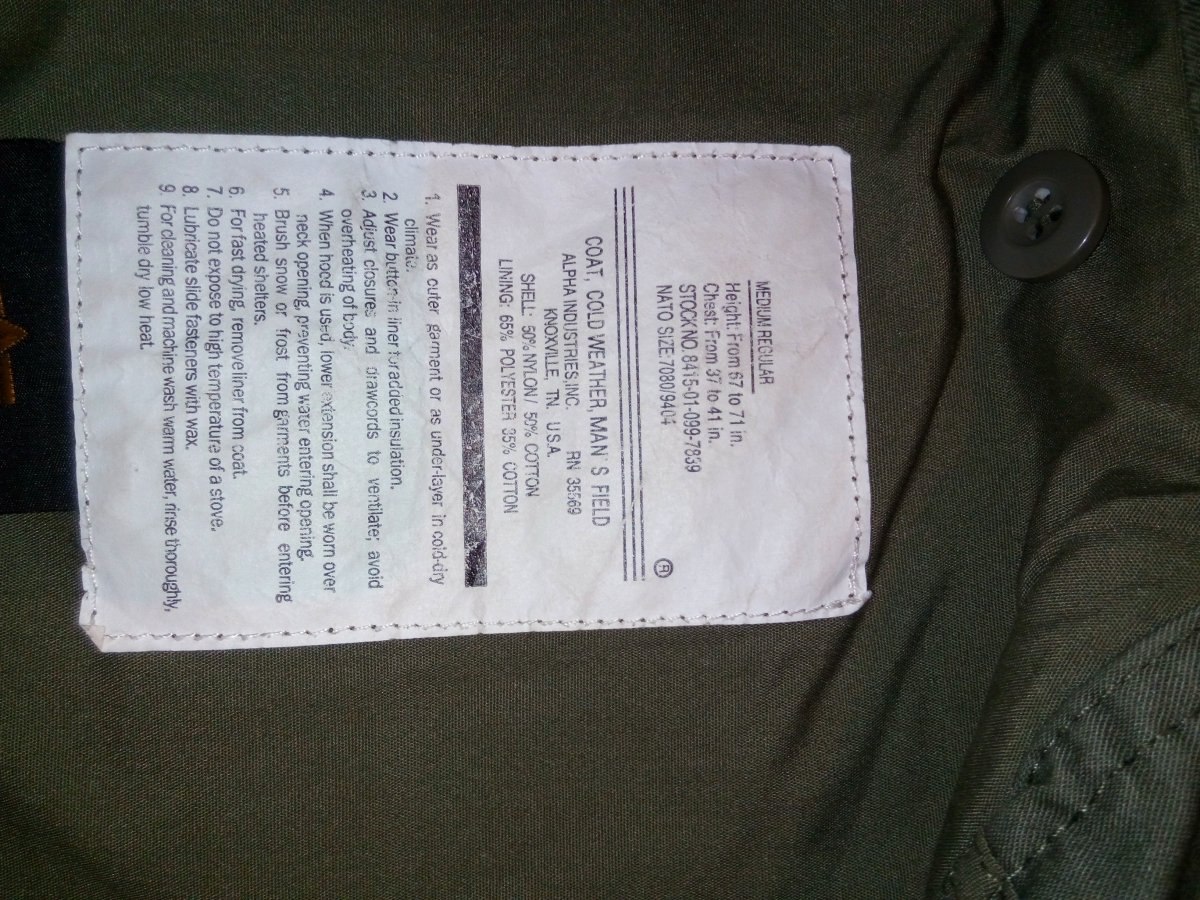 MEDIUM REGULAR
Height: From 67 to 71 in.
Chest: From 37 to 41 in.
STOCK NO. 8415-01-099-7839
NATO SIZE.7080/9404
®
COAT, COLD WEATHER, MAN'S FIELD
ALPHA INDUSTRIES,INC. RN 35569
KNOXVILLE, TN. U.S.A.
SHELL: 50% NYLON/ 50% COTTON
LINING: 65% POLYESTER 35% COTTON
1. Wear as outer garment or as under-layer in cold-dry
climate.
2. Wear button-in liner for added insulation.
3. Adjust closures and drawcords to ventilate; avoid
overheating of body.
4. When hood is used, lower extension shall be worn over
neck opening, preventing water entering opening.
5. Brush snow or frost from garments before entering
heated shelters.
6. For fast drying, remove liner from coat.
7. Do not expose to high temperature of a stove.
8. Lubricate slide fasteners with wax.
9. For cleaning and machine wash warm water, rinse thoroughly,
tumble dry low heat.